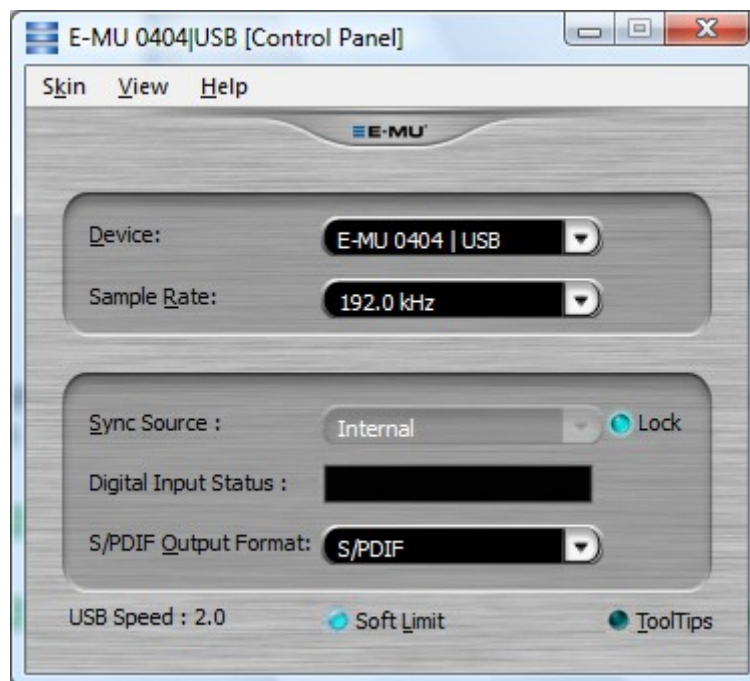 E-MU 0404|USB [Control Panel]
Skin View Help
E-MU
Device: E-MU 0404 | USB
Sample Rate: 192.0 kHz
Sync Source : Internal Lock
Digital Input Status :
S/PDIF Output Format: S/PDIF
USB Speed : 2.0 Soft Limit ToolTips